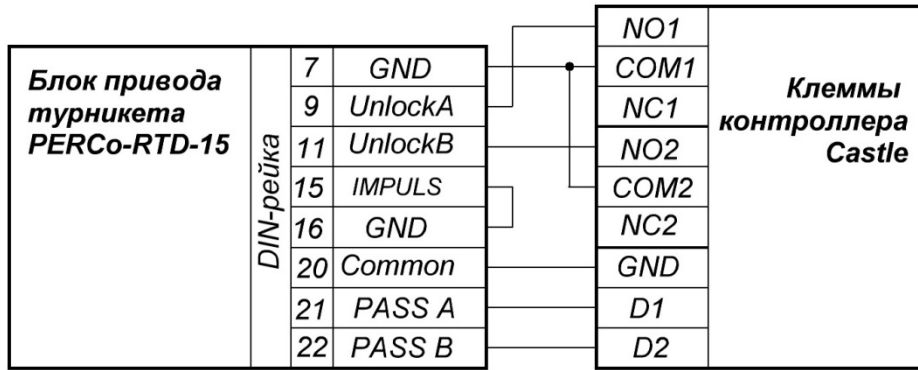 Блок привода
турникета
PERCo-RTD-15
DIN-рейка
7 GND
9 UnlockA
11 UnlockB
15 IMPULS
16 GND
20 Common
21 PASS A
22 PASS B
NO1
COM1
NC1
NO2
COM2
NC2
GND
D1
D2
Клеммы
контроллера
Castle